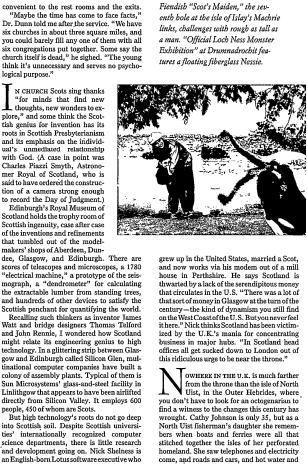 convenient to the rest rooms and the exits.
"Maybe the time has come to face facts,"
Dr. Dunn told me after the service. "We have
six churches in about three square miles, and
you could barely fill any one of them with all
six congregations put together. Some say the
church itself is dead," he sighed. "The young
think it's unnecessary and serves no psycho-
logical purpose."
IN CHURCH Scots sing thanks
"for minds that find new
thoughts, new wonders to ex-
plore," and some think the Scot-
tish genius for invention has its
roots in Scottish Presbyterianism
and its emphasis on the individ-
ual's unmediated relationship
with God. (A case in point was
Charles Piazzi Smyth, Astrono-
mer Royal of Scotland, who is
said to have ordered the construc-
tion of a camera strong enough
to record the Day of Judgment.)
Edinburgh's Royal Museum of
Scotland holds the trophy room of
Scottish ingenuity, case after case
of the inventions and refinements
that tumbled out of the model-
makers' shops of Aberdeen, Dun-
dee, Glasgow, and Edinburgh. There are
scores of telescopes and microscopes, a 1780
"electrical machine," a prototype of the seis-
mograph, a "dendrometer" for calculating
the extractable lumber from standing trees,
and hundreds of other devices to satisfy the
Scottish penchant for quantifying the world.
Recalling such thinkers as inventor James
Watt and bridge designers Thomas Telford
and John Rennie, I wondered how Scotland
might relate its engineering genius to high
technology. In a glittering strip between Glas-
gow and Edinburgh called Silicon Glen, mul-
tinational computer companies have built a
colony of assembly plants. Typical of them is
Sun Microsystems' glass-and-steel facility in
Linlithgow that appears to have been airlifted
directly from Silicon Valley. It employs 600
people, 450 of whom are Scots.
But high technology's roots do not go deep
into Scottish soil. Despite Scottish universi-
ties' internationally recognized computer
science departments, there is little research
and development going on. Nick Shelness is
an English-born Lotus software executive who
Fiendish "Scot's Maiden," the sev-
enth hole at the isle of Islay's Machrie
links, challenges with rough as tall as
a man. "Official Loch Ness Monster
Exhibition" at Drumnadrochit fea-
tures a floating fiberglass Nessie.
grew up in the United States, married a Scot,
and now works via his modem out of a mill
house in Perthshire. He says Scotland is
thwarted by a lack of the serendipitous money
that circulates in the U.S. "There was a lot of
that sort of money in Glasgow at the turn of the
century—the kind of dynamism you still find
on the West Coast of the U.S. But you never feel
it here." Nick thinks Scotland has been victim-
ized by the U.K.'s mania for concentrating
business in major hubs. "In Scotland head
offices all get sucked down to London out of
this ridiculous urge to be near the throne."
NOWHERE IN THE U.K. is much farther
from the throne than the isle of North
Uist, in the Outer Hebrides, where
you don't have to look for an octogenarian to
find a witness to the changes this century has
wrought. Cathy Johnson is only 35, but as a
North Uist fisherman's daughter she remem-
bers when boats and ferries were all that
stitched together the isles of her perforated
homeland. She saw telephones and electricity
come, and roads and cars, and hot water and